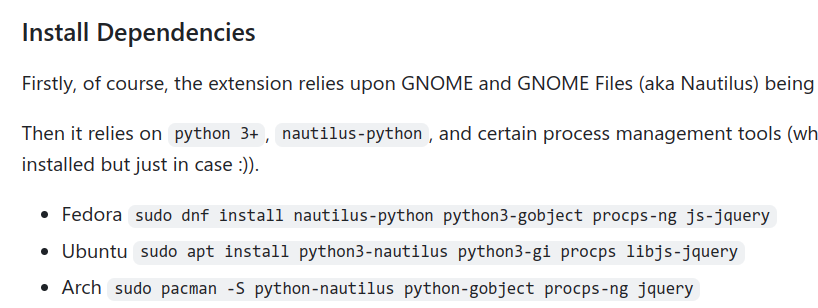 Install Dependencies
Firstly, of course, the extension relies upon GNOME and GNOME Files (aka Nautilus) being
Then it relies on python 3+, nautilus-python, and certain process management tools (wh
installed but just in case :)).
• Fedora sudo dnf install nautilus-python python3-gobject procps-ng js-jquery
• Ubuntu sudo apt install python3-nautilus python3-gi procps libjs-jquery
• Arch sudo pacman -S python-nautilus python-gobject procps-ng jquery